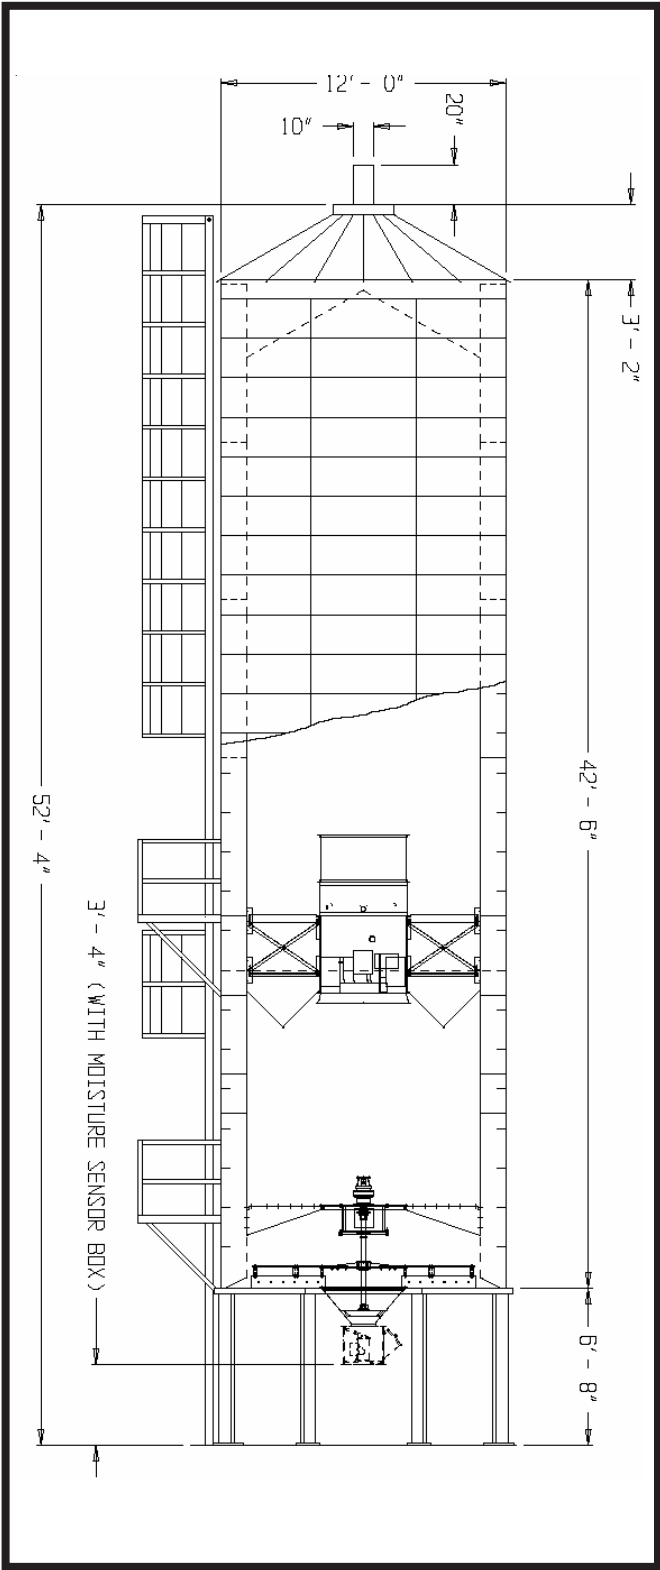 12' - 0"
20"
10"
3' - 2"
42' - 6"
52' - 4"
3' - 4" (WITH MOISTURE SENSOR BOX)
6' - 8"